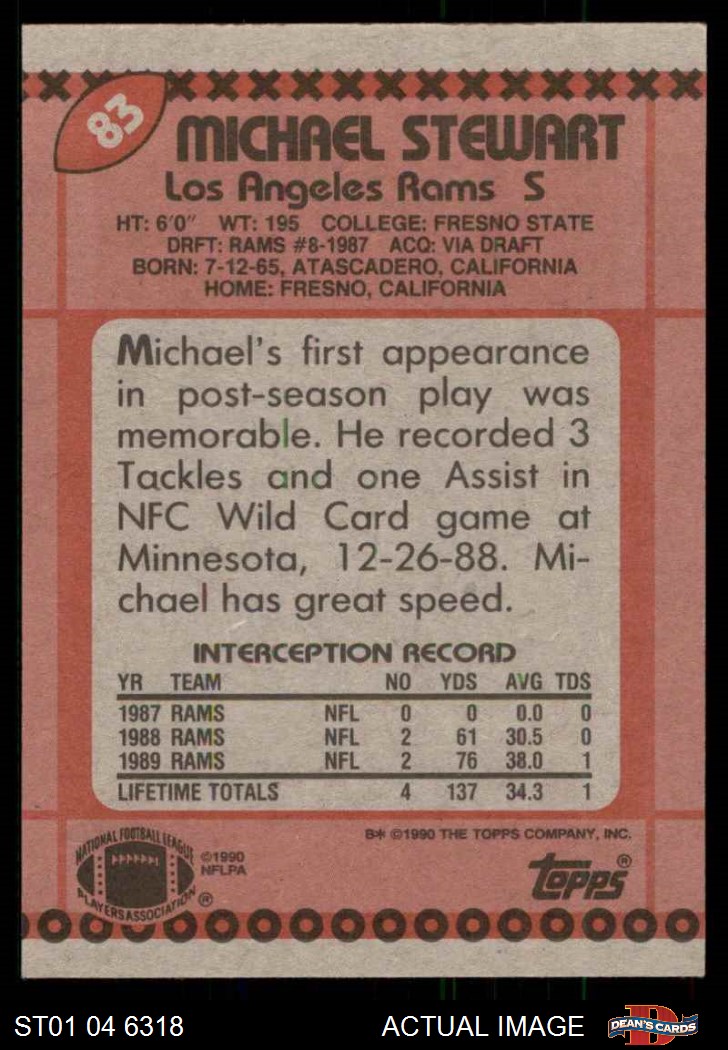 83
MICHAEL STEWART
Los Angeles Rams S
HT: 6'0" WT: 195 COLLEGE: FRESNO STATE
DRFT: RAMS #8-1987 ACQ: VIA DRAFT
BORN: 7-12-65, ATASCADERO, CALIFORNIA
HOME: FRESNO, CALIFORNIA
Michael's first appearance
in post-season play was
memorable. He recorded 3
Tackles and one Assist in
NFC Wild Card game at
Minnesota, 12-26-88. Mi-
chael has great speed.
INTERCEPTION RECORD
YR TEAM NO YDS AVG TDS
1987 RAMS NFL 0 0 0.0 0
1988 RAMS NFL 2 61 30.5 0
1989 RAMS NFL 2 76 38.0 1
LIFETIME TOTALS 4 137 34.3 1
B* ©1990 THE TOPPS COMPANY, INC.
NATIONAL FOOTBALL LEAGUE
PLAYERS ASSOCIATION ®
©1990
NFLPA
topps®
ST01 04 6318 ACTUAL IMAGE
D
DEAN'S CARDS